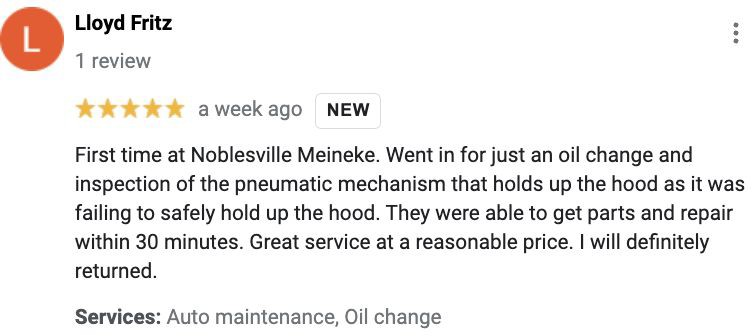 L
Lloyd Fritz
1 review
a week ago NEW
First time at Noblesville Meineke. Went in for just an oil change and
inspection of the pneumatic mechanism that holds up the hood as it was
failing to safely hold up the hood. They were able to get parts and repair
within 30 minutes. Great service at a reasonable price. I will definitely
returned.
Services: Auto maintenance, Oil change